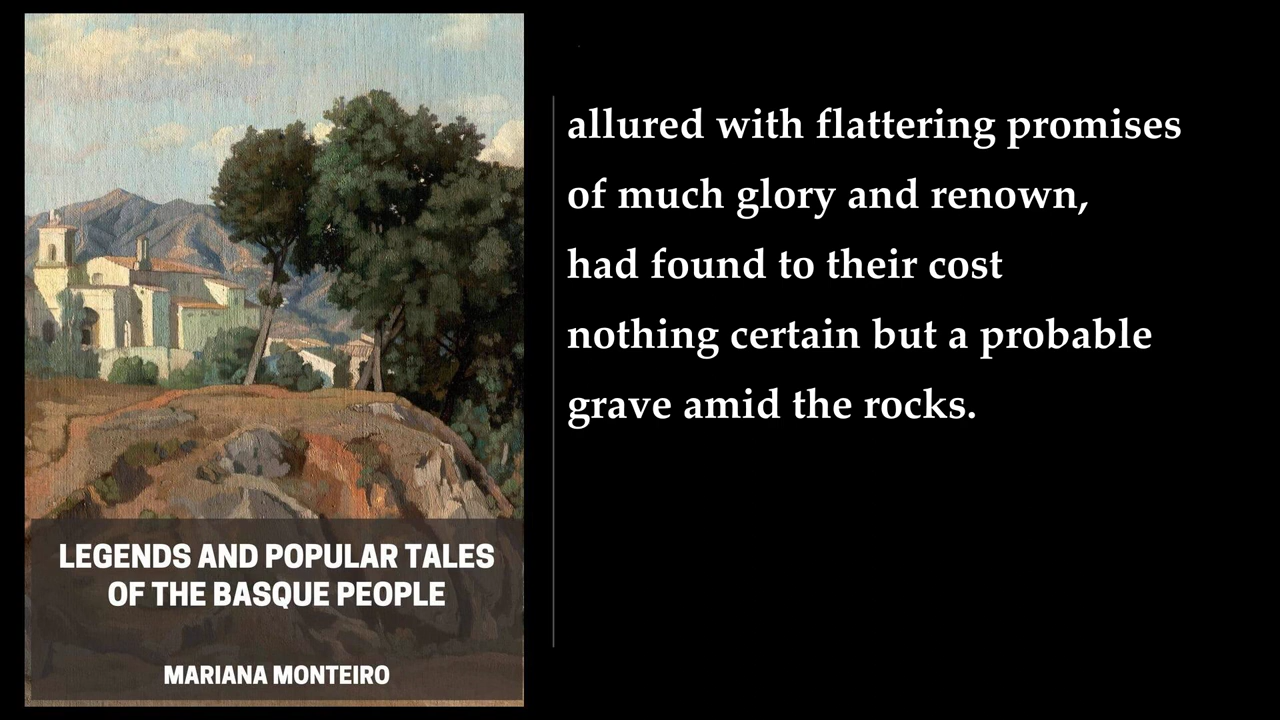 allured with flattering promises
of much glory and renown,
had found to their cost
nothing certain but a probable
grave amid the rocks.
LEGENDS AND POPULAR TALES
OF THE BASQUE PEOPLE
MARIANA MONTEIRO